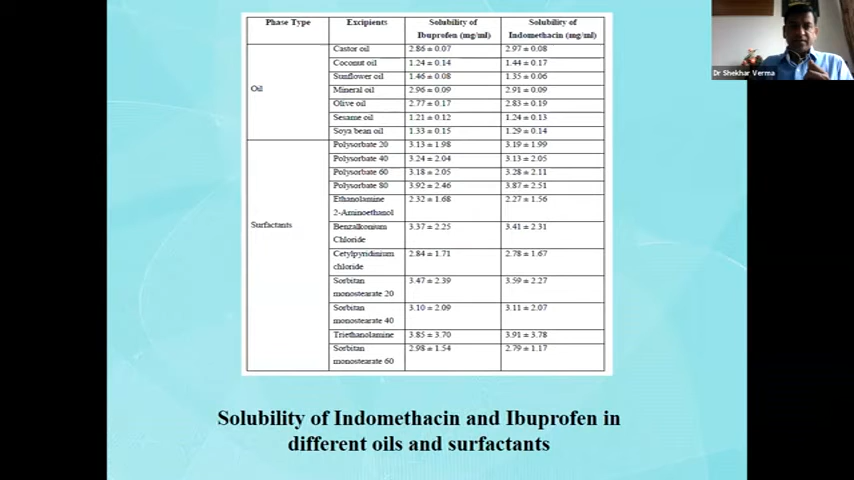 Phase Type Excipients Solubility of Ibuprofen (mg/ml) Solubility of Indomethacin (mg/ml)
Oil
Castor oil 2.86 ± 0.07 2.97 ± 0.08
Coconut oil 1.24 ± 0.14 1.44 ± 0.17
Sunflower oil 1.46 ± 0.08 1.35 ± 0.06
Mineral oil 2.96 ± 0.09 2.91 ± 0.09
Olive oil 2.77 ± 0.17 2.83 ± 0.19
Sesame oil 1.21 ± 0.12 1.24 ± 0.13
Soya bean oil 1.33 ± 0.15 1.29 ± 0.14
Surfactants
Polysorbate 20 3.13 ± 1.98 3.19 ± 1.99
Polysorbate 40 3.24 ± 2.04 3.13 ± 2.05
Polysorbate 60 3.18 ± 2.05 3.28 ± 2.11
Polysorbate 80 3.92 ± 2.46 3.87 ± 2.51
Ethanolamine 2.32 ± 1.68 2.27 ± 1.56
2-Aminoethanol
Benzalkonium 3.37 ± 2.25 3.41 ± 2.31
Chloride
Cetylpyridinium 2.84 ± 1.71 2.78 ± 1.67
chloride
Sorbitan 3.47 ± 2.39 3.59 ± 2.27
monostearate 20
Sorbitan 3.10 ± 2.09 3.11 ± 2.07
monostearate 40
Triethanolamine 3.85 ± 3.70 3.91 ± 3.78
Sorbitan 2.98 ± 1.54 2.79 ± 1.17
monostearate 60
Solubility of Indomethacin and Ibuprofen in
different oils and surfactants
Dr Shekhar Verma